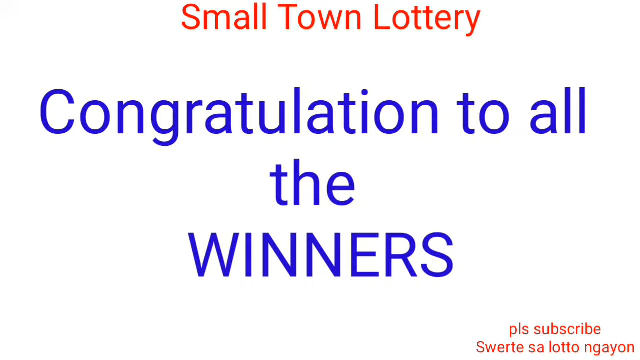 Small Town Lottery
Congratulation to all
the
WINNERS
pls subscribe
Swerte sa lotto ngayon